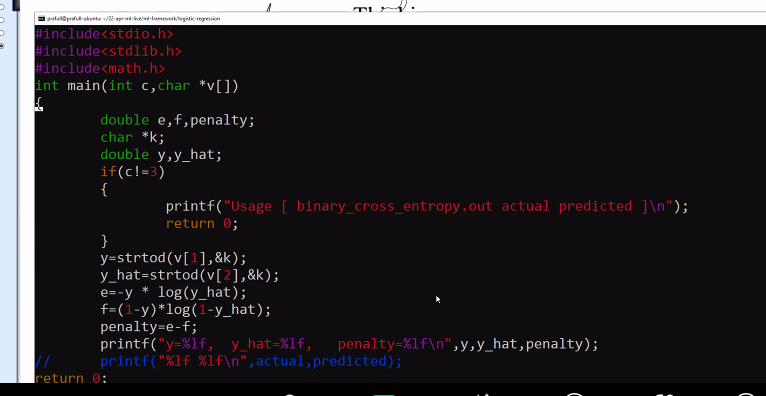 prafull@prafull-ubuntu: ~/22-apr-ml-live/ml-framework/logistic-regression
#include<stdio.h>
#include<stdlib.h>
#include<math.h>
int main(int c,char *v[])
{
double e,f,penalty;
char *k;
double y,y_hat;
if(c!=3)
{
printf("Usage [ binary_cross_entropy.out actual predicted ]\n");
return 0;
}
y=strtod(v[1],&k);
y_hat=strtod(v[2],&k);
e=-y * log(y_hat);
f=(1-y)*log(1-y_hat);
penalty=e-f;
printf("y=%lf,  y_hat=%lf,   penalty=%lf\n",y,y_hat,penalty);
//      printf("%lf %lf\n",actual,predicted);
return 0;